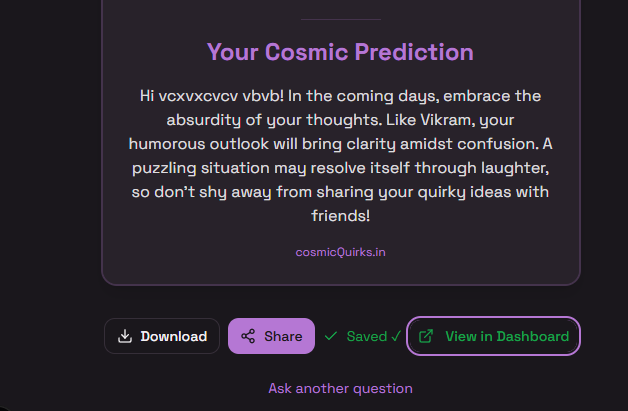 Your Cosmic Prediction
Hi vcxvxcvcv vbvb! In the coming days, embrace the
absurdity of your thoughts. Like Vikram, your
humorous outlook will bring clarity amidst confusion. A
puzzling situation may resolve itself through laughter,
so don't shy away from sharing your quirky ideas with
friends!
cosmicQuirks.in
Download Share Saved ✓ View in Dashboard
Ask another question